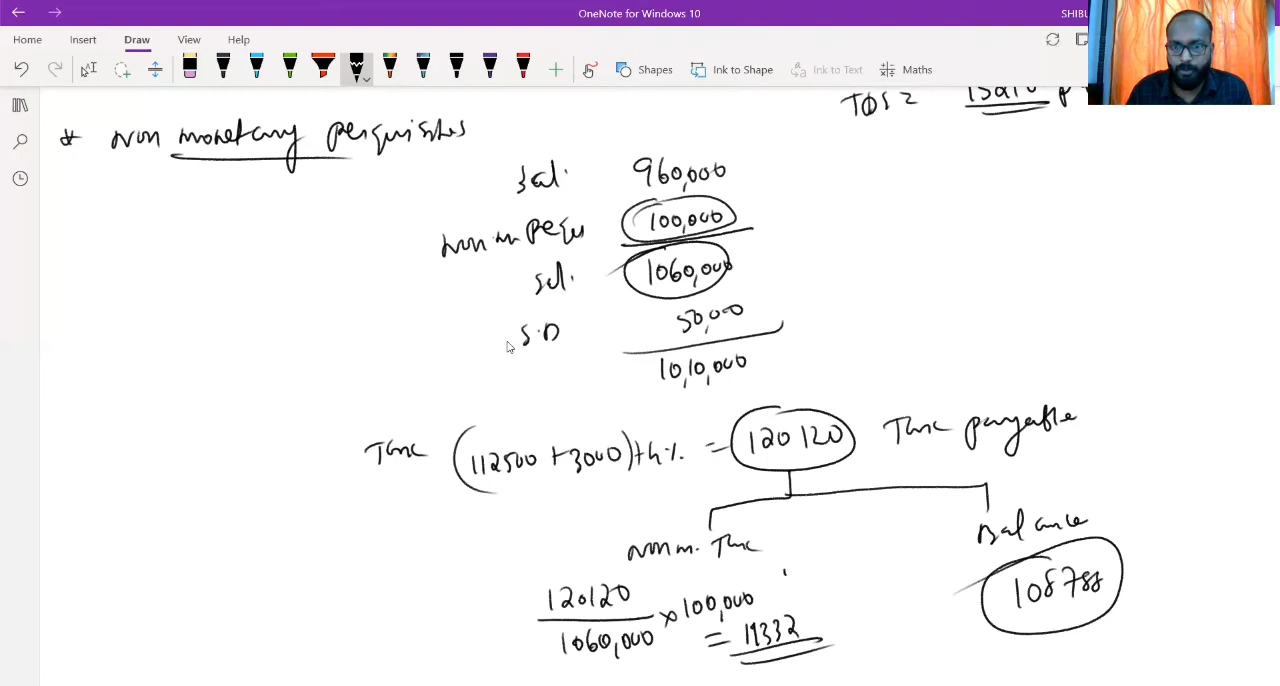 OneNote for Windows 10
SHIBU
Home Insert Draw View Help
Shapes Ink to Shape Ink to Text Maths
TDS =
* non monetary perquisites
Sal. 960,000
non.m perqu 100,000
Sal. 1060,000
S.D 50,000
10,10,000
Tax (112500 + 3000) + 4% = 120120 Tax payable
non m. Tax
Balance
120120
1060,000
× 100,000
= 11332
108788